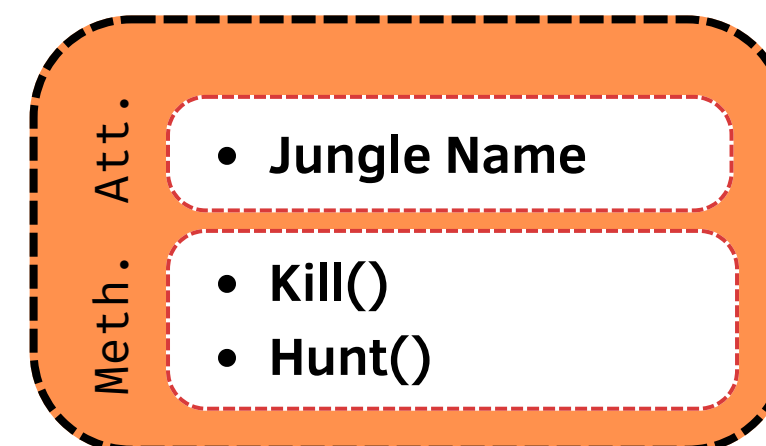 Att.
• Jungle Name
Meth.
• Kill()
• Hunt()